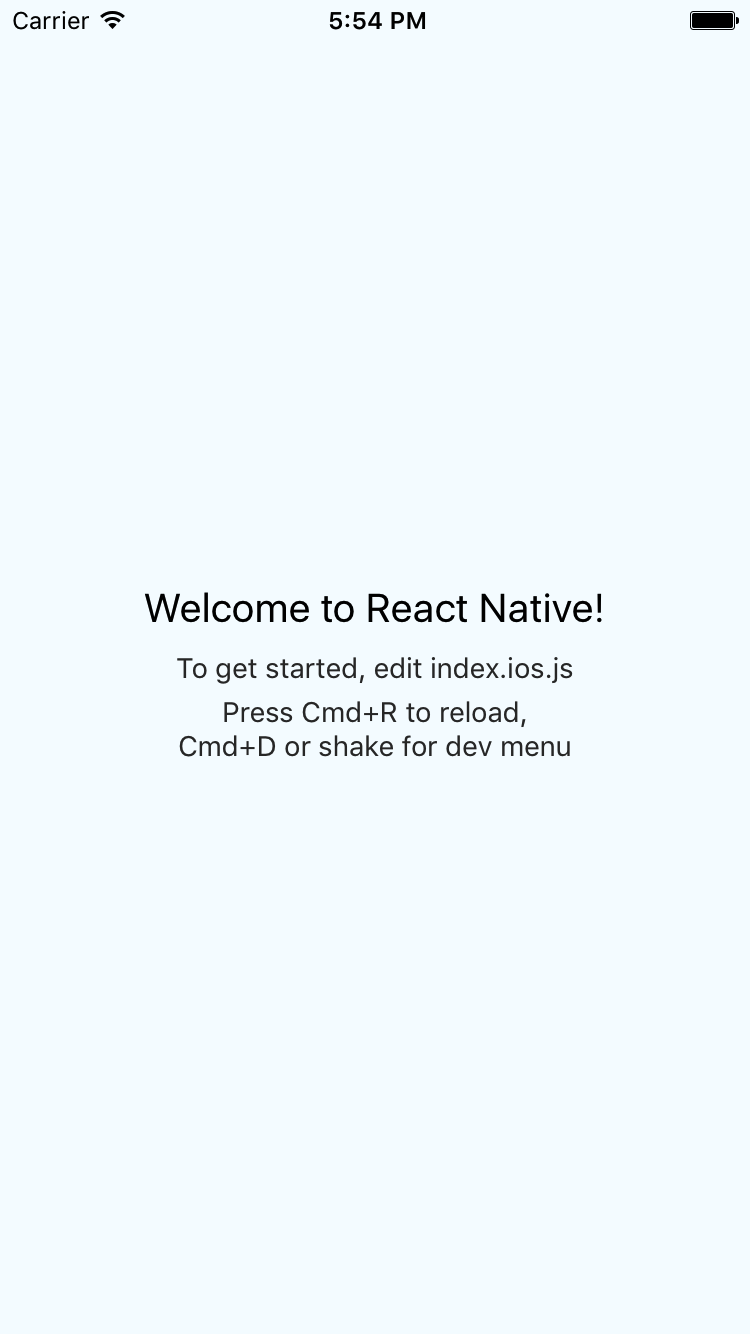 Carrier 5:54 PM
Welcome to React Native!
To get started, edit index.ios.js
Press Cmd+R to reload,
Cmd+D or shake for dev menu